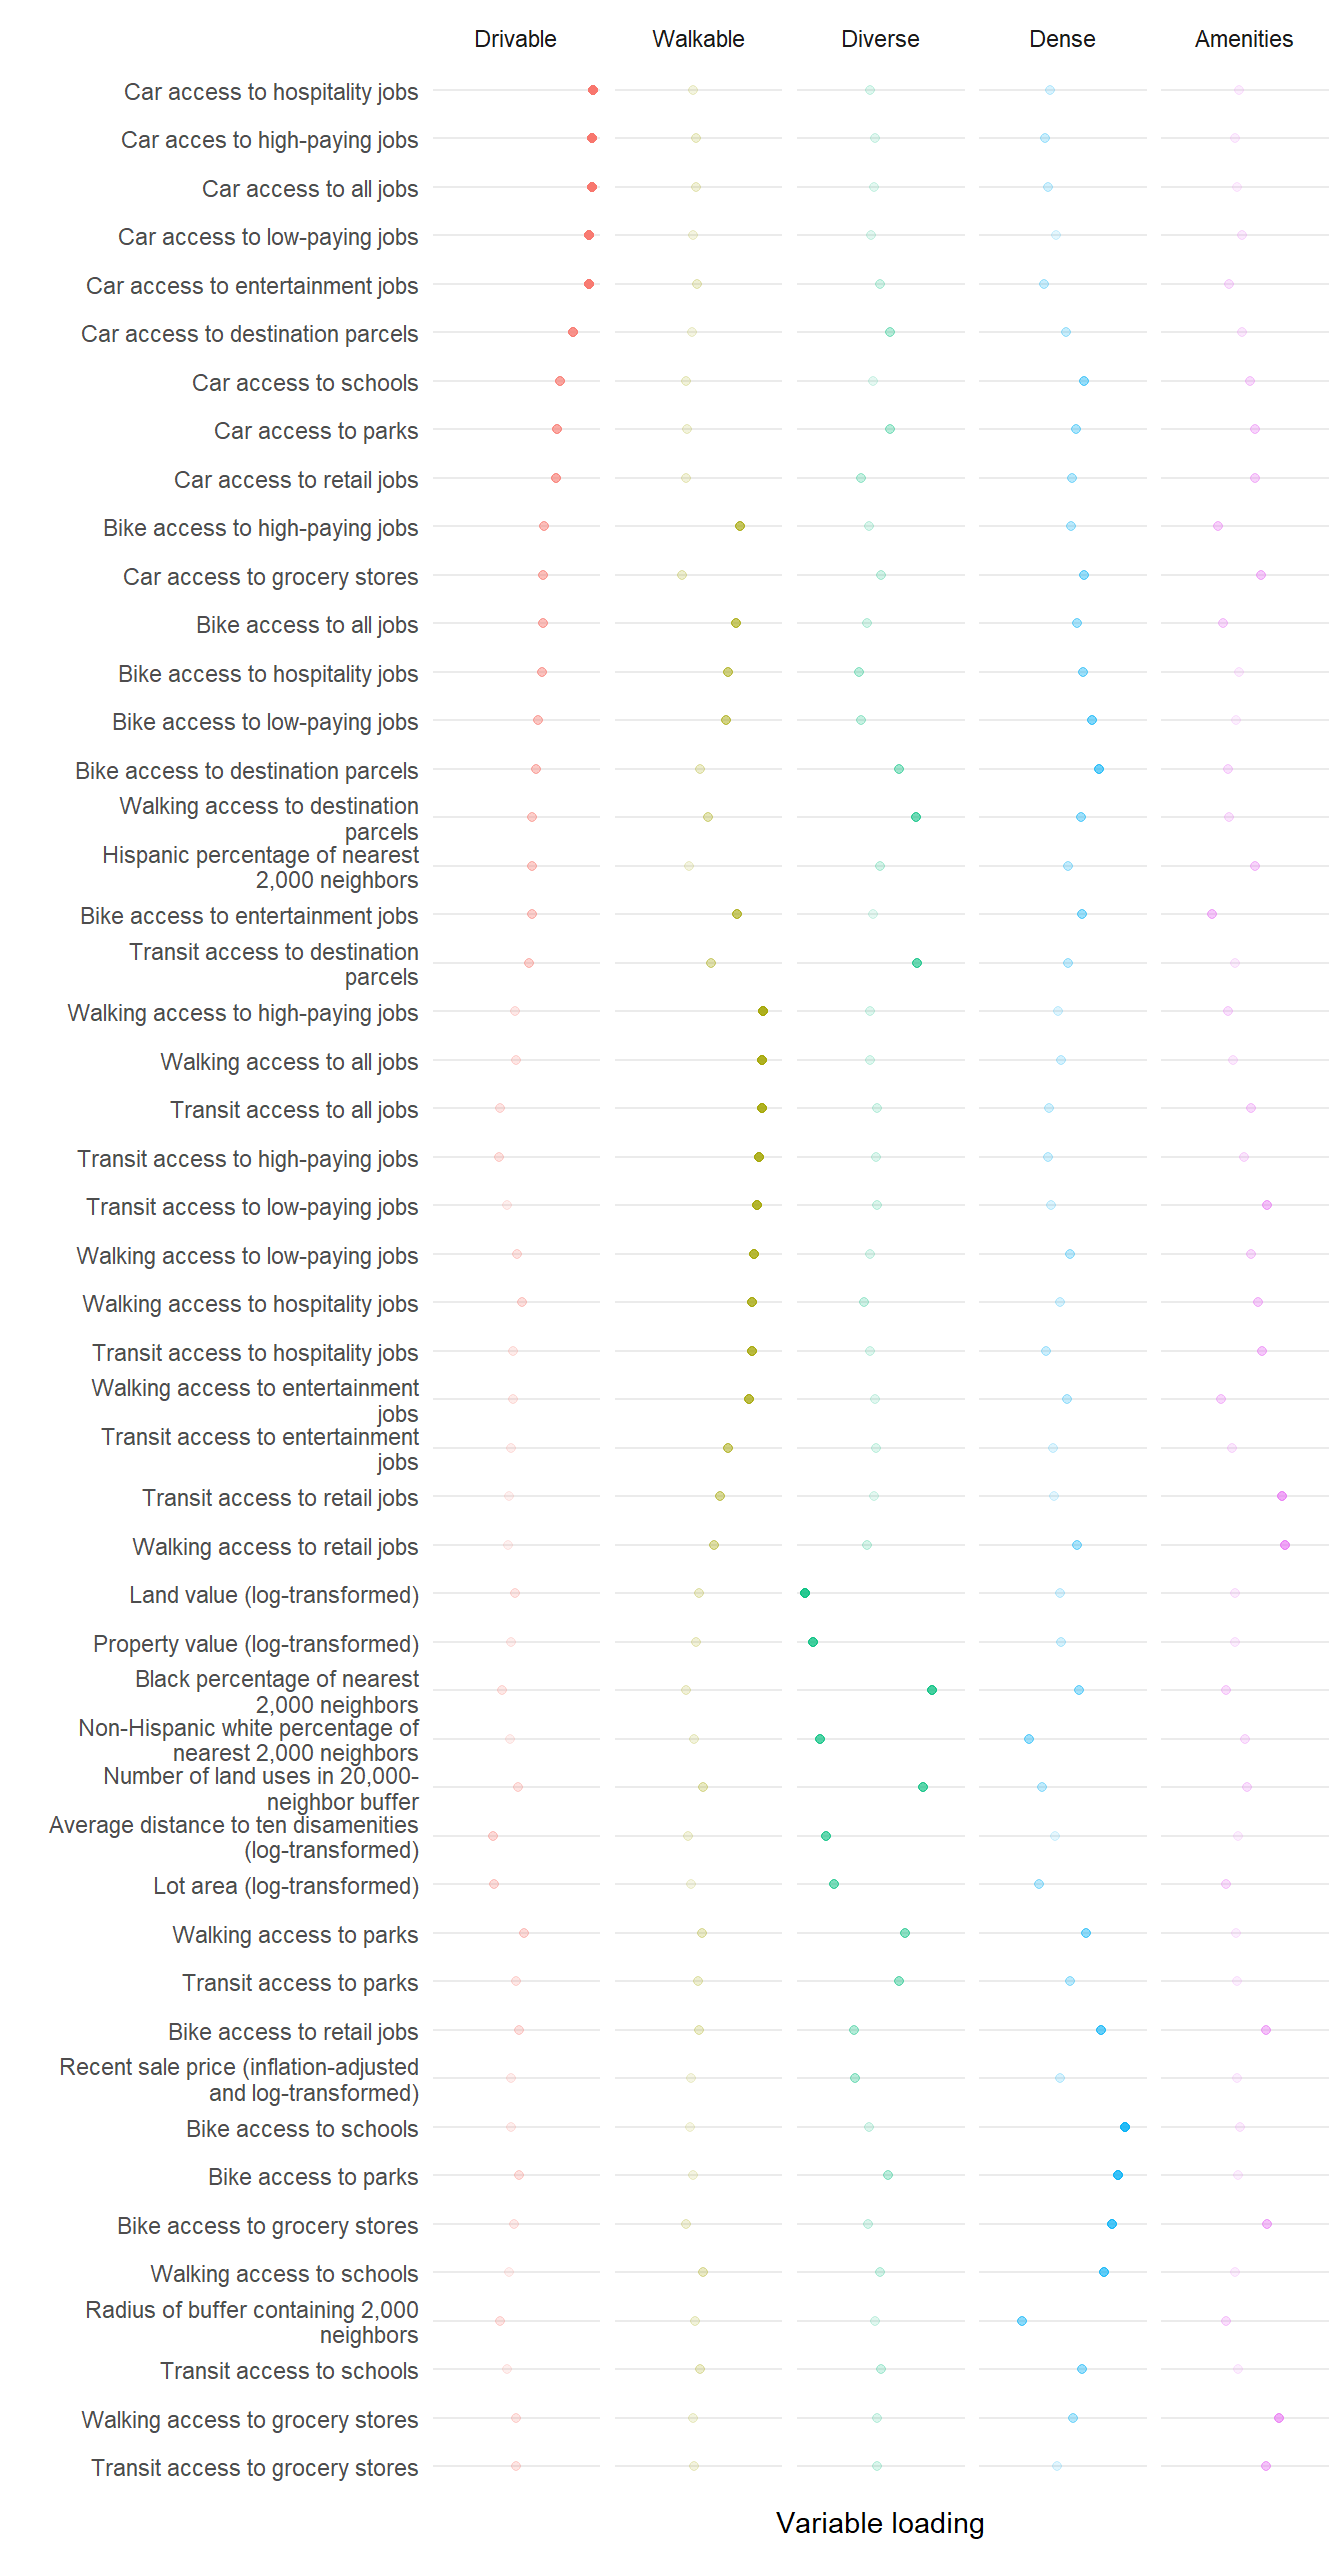 Drivable Walkable Diverse Dense Amenities
Car access to hospitality jobs
Car acces to high-paying jobs
Car access to all jobs
Car access to low-paying jobs
Car access to entertainment jobs
Car access to destination parcels
Car access to schools
Car access to parks
Car access to retail jobs
Bike access to high-paying jobs
Car access to grocery stores
Bike access to all jobs
Bike access to hospitality jobs
Bike access to low-paying jobs
Bike access to destination parcels
Walking access to destination
parcels
Hispanic percentage of nearest
2,000 neighbors
Bike access to entertainment jobs
Transit access to destination
parcels
Walking access to high-paying jobs
Walking access to all jobs
Transit access to all jobs
Transit access to high-paying jobs
Transit access to low-paying jobs
Walking access to low-paying jobs
Walking access to hospitality jobs
Transit access to hospitality jobs
Walking access to entertainment
jobs
Transit access to entertainment
jobs
Transit access to retail jobs
Walking access to retail jobs
Land value (log-transformed)
Property value (log-transformed)
Black percentage of nearest
2,000 neighbors
Non-Hispanic white percentage of
nearest 2,000 neighbors
Number of land uses in 20,000-
neighbor buffer
Average distance to ten disamenities
(log-transformed)
Lot area (log-transformed)
Walking access to parks
Transit access to parks
Bike access to retail jobs
Recent sale price (inflation-adjusted
and log-transformed)
Bike access to schools
Bike access to parks
Bike access to grocery stores
Walking access to schools
Radius of buffer containing 2,000
neighbors
Transit access to schools
Walking access to grocery stores
Transit access to grocery stores
Variable loading